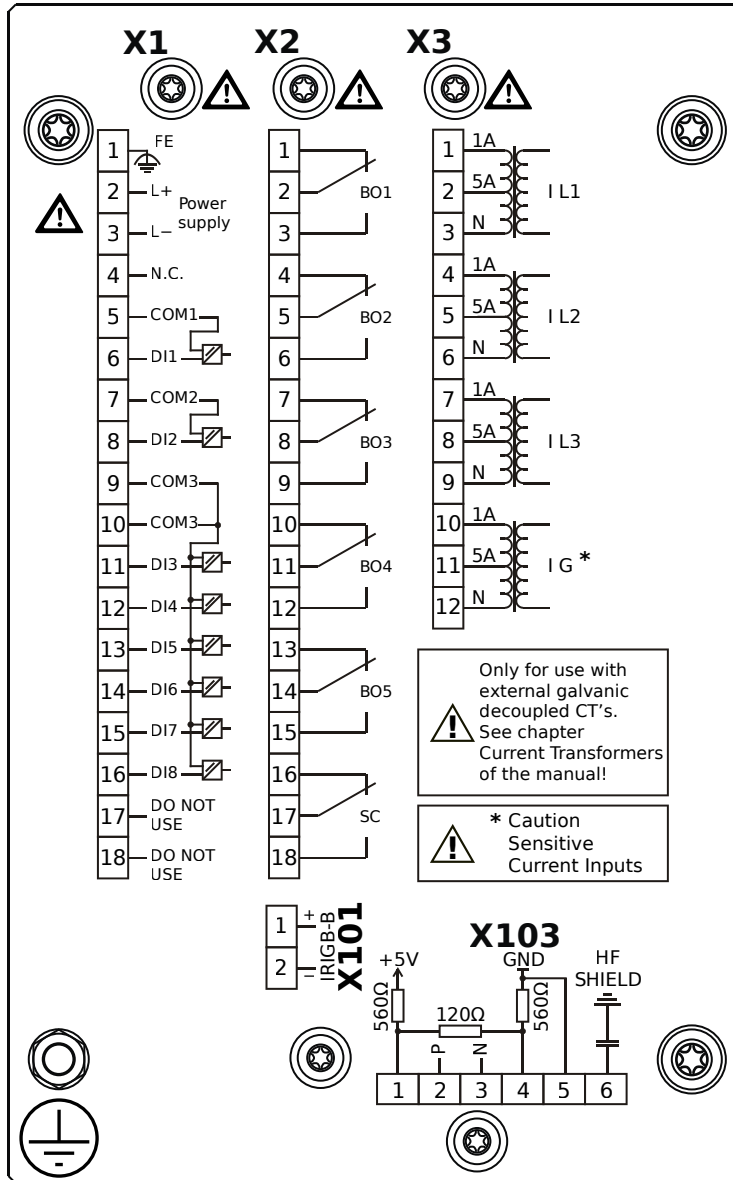 X1 X2 X3
1 FE
2 L+
Power
supply
3 L−
4 N.C.
5 COM1
6 DI1
7 COM2
8 DI2
9 COM3
10 COM3
11 DI3
12 DI4
13 DI5
14 DI6
15 DI7
16 DI8
17 DO NOT
USE
18 DO NOT
USE
1
2 BO1
3
4
5 BO2
6
7
8 BO3
9
10
11 BO4
12
13
14 BO5
15
16
17 SC
18
1 1A
2 5A I L1
3 N
4 1A
5 5A I L2
6 N
7 1A
8 5A I L3
9 N
10 1A
11 5A I G *
12 N
! Only for use with
external galvanic
decoupled CT's.
See chapter
Current Transformers
of the manual!
! * Caution
Sensitive
Current Inputs
1 +
2 −
IRIGB-B
X101
X103
+5V GND HF
SHIELD
560Ω 120Ω 560Ω
P N
1 2 3 4 5 6